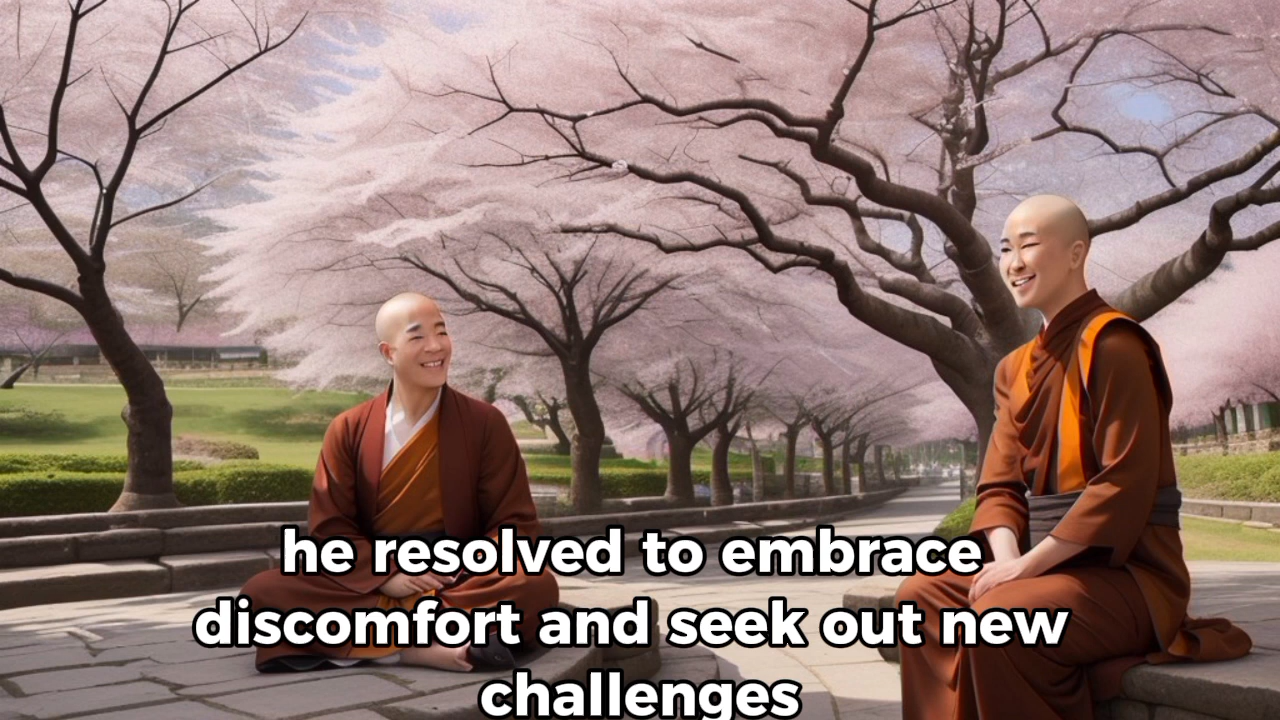 he resolved to embrace
discomfort and seek out new
challenges